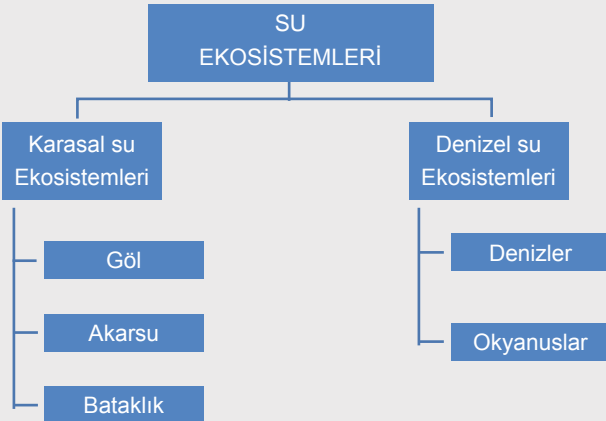 SU
EKOSİSTEMLERİ
Karasal su
Ekosistemleri
Göl
Akarsu
Bataklık
Denizel su
Ekosistemleri
Denizler
Okyanuslar